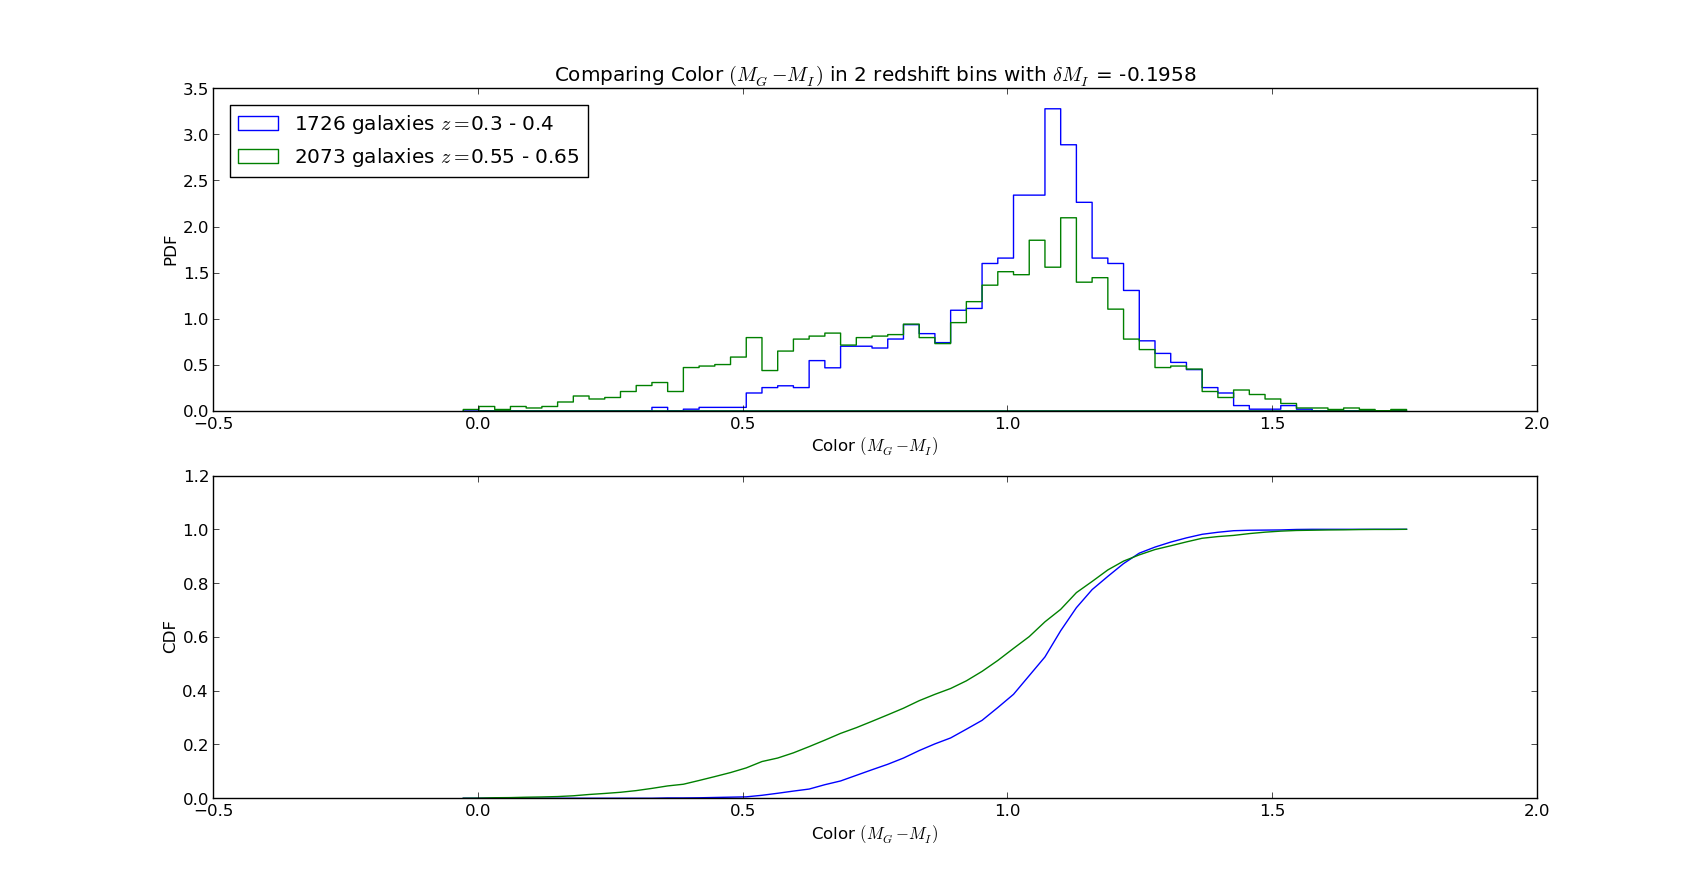 Comparing Color (M_G − M_I) in 2 redshift bins with δM_I = -0.1958
3.5
3.0
2.5
2.0
1.5
1.0
0.5
0.0
PDF
1726 galaxies z = 0.3 - 0.4
2073 galaxies z = 0.55 - 0.65
−0.5 0.0 0.5 1.0 1.5 2.0
Color (M_G − M_I)
1.2
1.0
0.8
0.6
0.4
0.2
0.0
CDF
−0.5 0.0 0.5 1.0 1.5 2.0
Color (M_G − M_I)